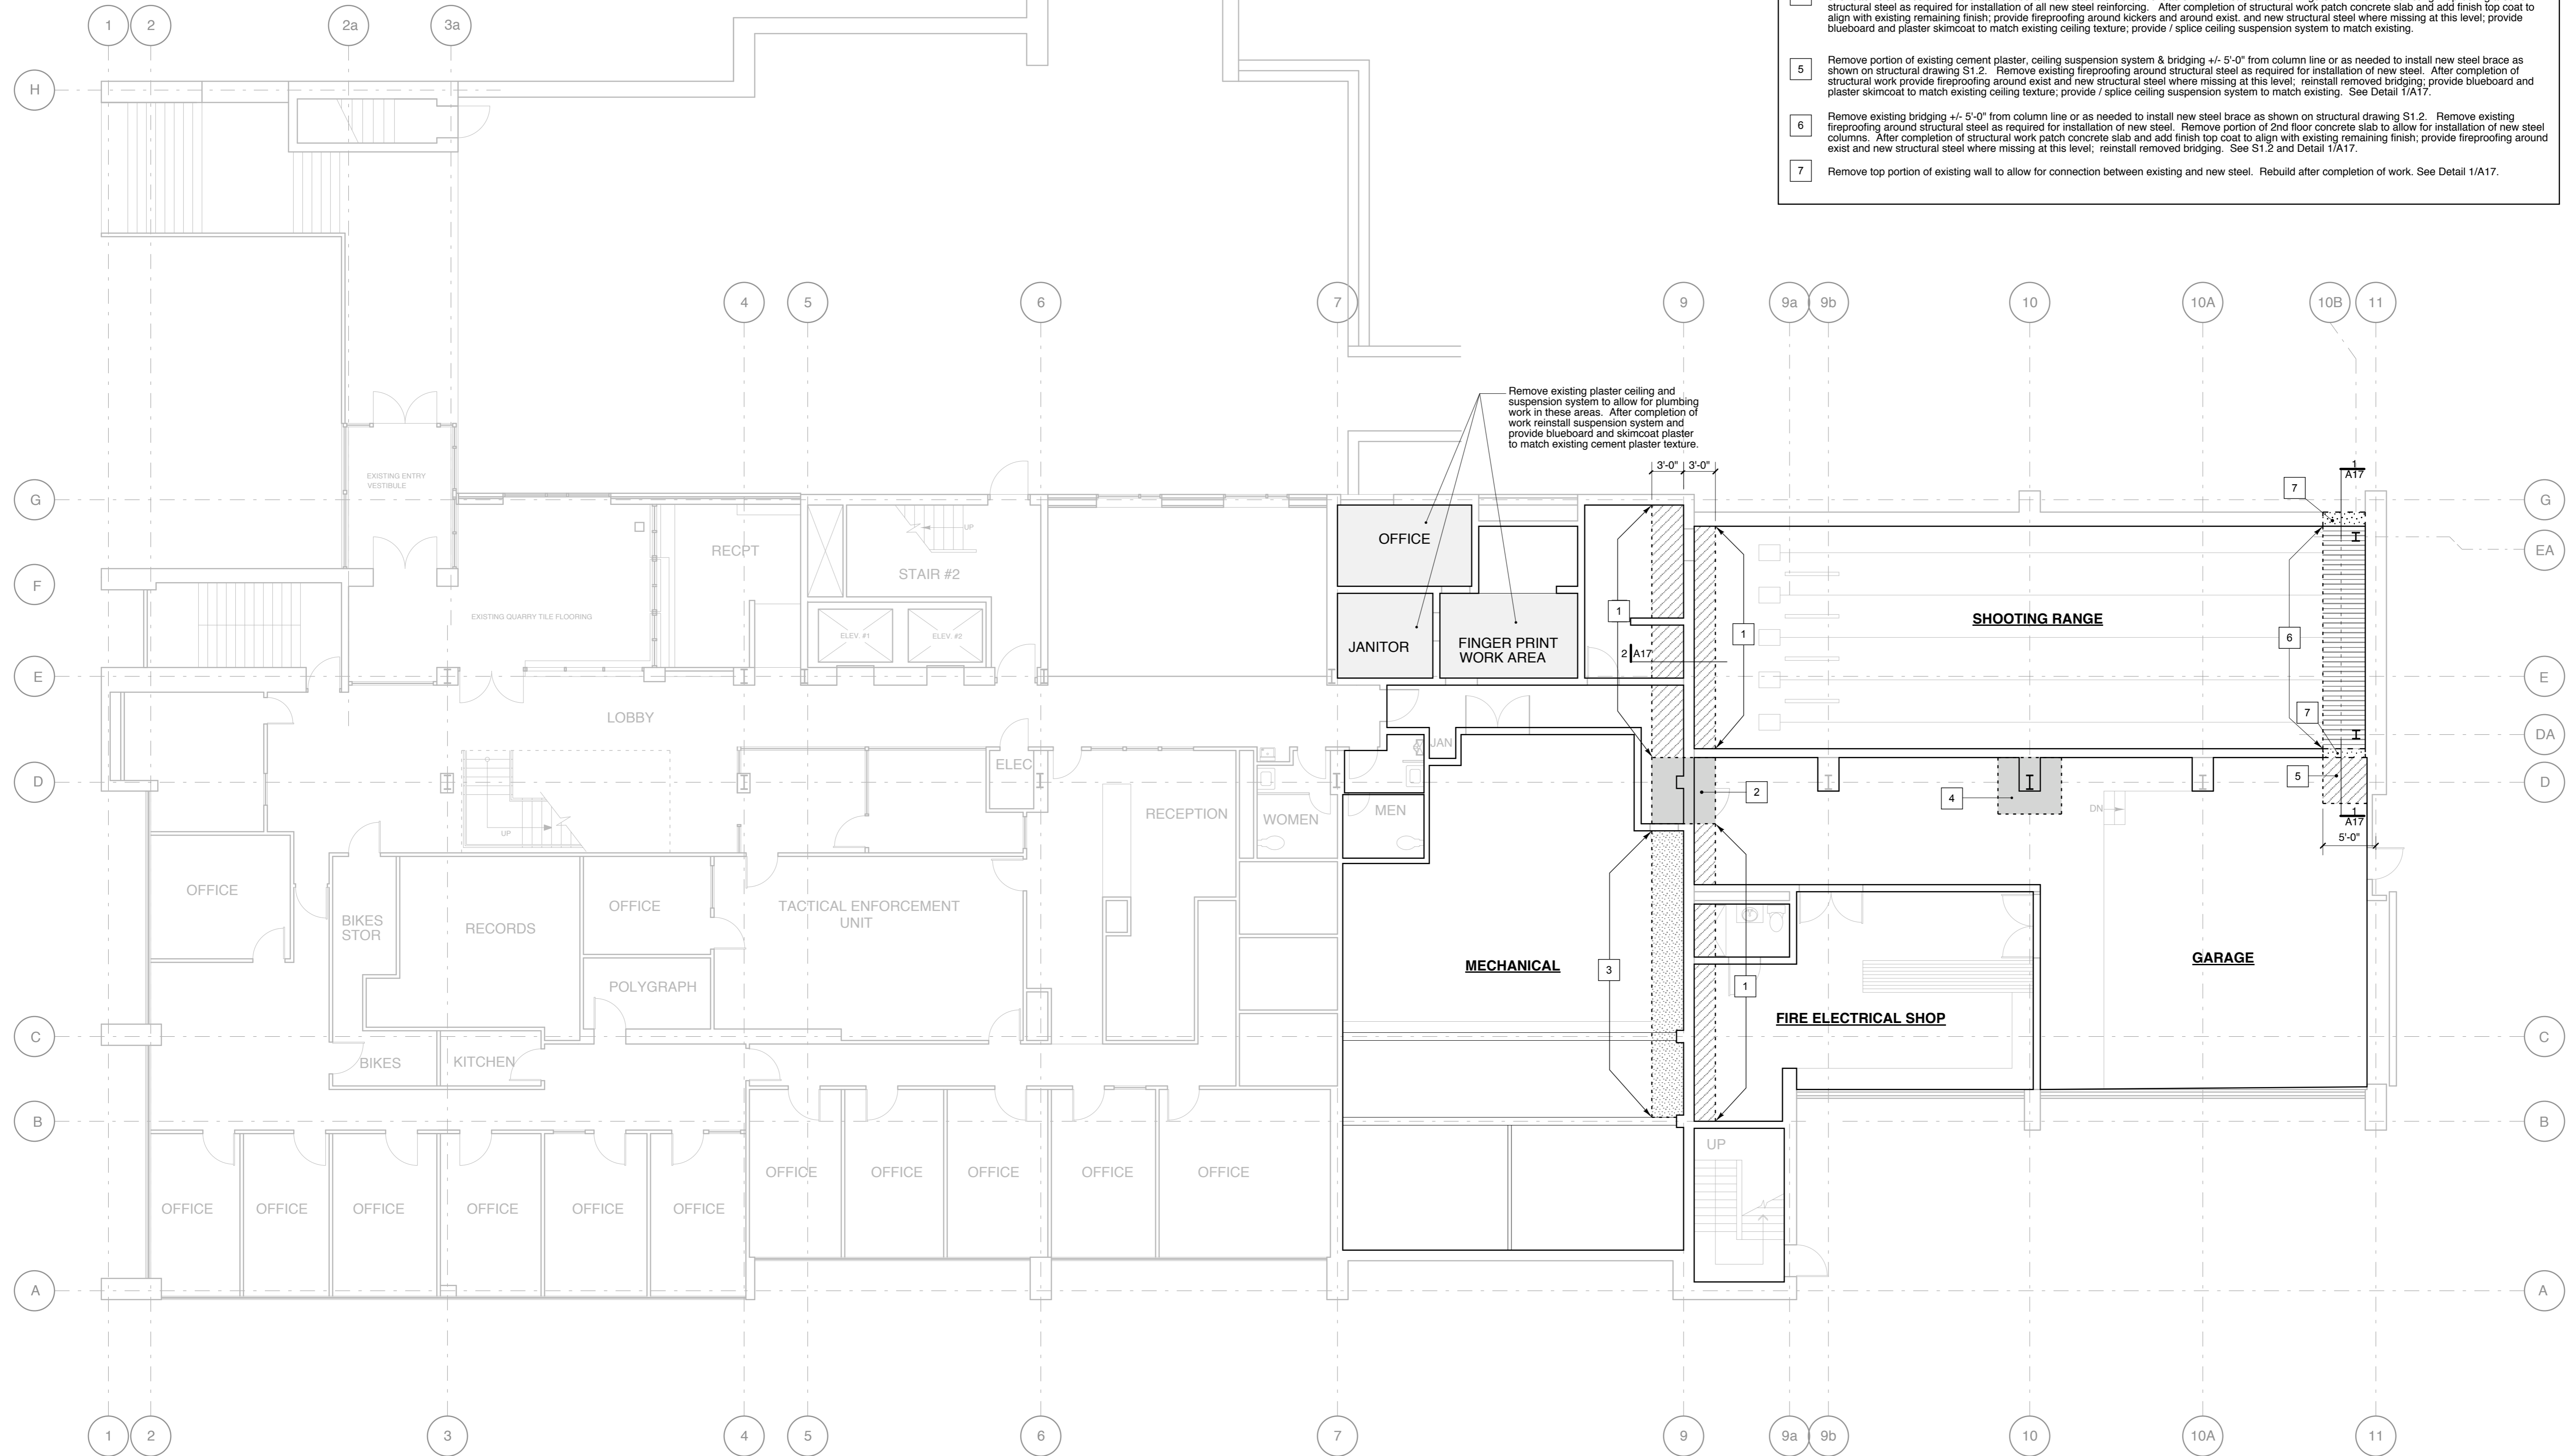 structural steel as required for installation of all new steel reinforcing. After completion of structural work patch concrete slab and add finish top coat to
align with existing remaining finish; provide fireproofing around kickers and around exist. and new structural steel where missing at this level; provide
blueboard and plaster skimcoat to match existing ceiling texture; provide / splice ceiling suspension system to match existing.
5
Remove portion of existing cement plaster, ceiling suspension system & bridging +/- 5'-0" from column line or as needed to install new steel brace as
shown on structural drawing S1.2. Remove existing fireproofing around structural steel as required for installation of new steel. After completion of
structural work provide fireproofing around exist and new structural steel where missing at this level; reinstall removed bridging; provide blueboard and
plaster skimcoat to match existing ceiling texture; provide / splice ceiling suspension system to match existing. See Detail 1/A17.
6
Remove existing bridging +/- 5'-0" from column line or as needed to install new steel brace as shown on structural drawing S1.2. Remove existing
fireproofing around structural steel as required for installation of new steel. Remove portion of 2nd floor concrete slab to allow for installation of new steel
columns. After completion of structural work patch concrete slab and add finish top coat to align with existing remaining finish; provide fireproofing around
exist and new structural steel where missing at this level; reinstall removed bridging. See S1.2 and Detail 1/A17.
7
Remove top portion of existing wall to allow for connection between existing and new steel. Rebuild after completion of work. See Detail 1/A17.
1
2
2a
3a
H
4
5
6
7
9
9a
9b
10
10A
10B
11
Remove existing plaster ceiling and
suspension system to allow for plumbing
work in these areas. After completion of
work reinstall suspension system and
provide blueboard and skimcoat plaster
to match existing cement plaster texture.
3'-0"
3'-0"
1
A17
7
EXISTING ENTRY
VESTIBULE
G
G
UP
OFFICE
RECPT
EA
STAIR #2
F
1
EXISTING QUARRY TILE FLOORING
SHOOTING RANGE
ELEV. #1
ELEV. #2
1
6
JANITOR
FINGER PRINT
WORK AREA
2
A17
E
E
7
LOBBY
DA
JAN
ELEC
5
D
D
2
4
DN
RECEPTION
WOMEN
MEN
1
A17
UP
5'-0"
OFFICE
BIKES
STOR
RECORDS
OFFICE
TACTICAL ENFORCEMENT
UNIT
MECHANICAL
3
GARAGE
POLYGRAPH
1
FIRE ELECTRICAL SHOP
C
C
BIKES
KITCHEN
B
B
UP
OFFICE
OFFICE
OFFICE
OFFICE
OFFICE
OFFICE
OFFICE
OFFICE
OFFICE
OFFICE
OFFICE
A
A
1
2
3
4
5
6
7
9
9a
9b
10
10A
11